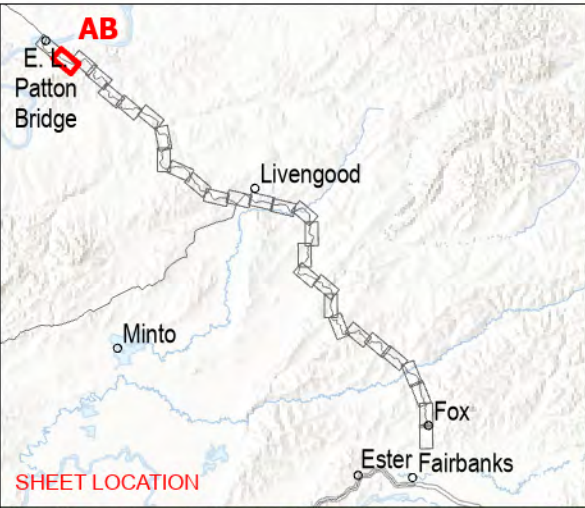 AB
E. L.
Patton
Bridge
Livengood
Minto
Fox
Ester Fairbanks
SHEET LOCATION